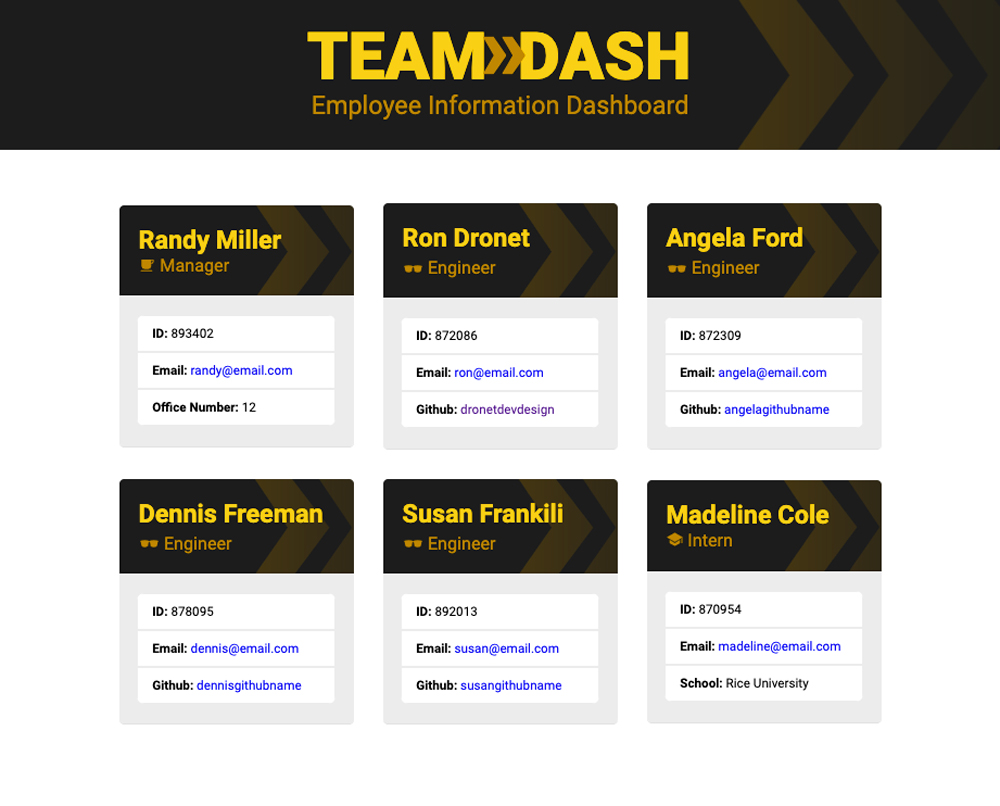 TEAM DASH
Employee Information Dashboard
Randy Miller
Manager
ID: 893402
Email: randy@email.com
Office Number: 12
Ron Dronet
Engineer
ID: 872086
Email: ron@email.com
Github: dronetdevdesign
Angela Ford
Engineer
ID: 872309
Email: angela@email.com
Github: angelagithubname
Dennis Freeman
Engineer
ID: 878095
Email: dennis@email.com
Github: dennisgithubname
Susan Frankili
Engineer
ID: 892013
Email: susan@email.com
Github: susangithubname
Madeline Cole
Intern
ID: 870954
Email: madeline@email.com
School: Rice University